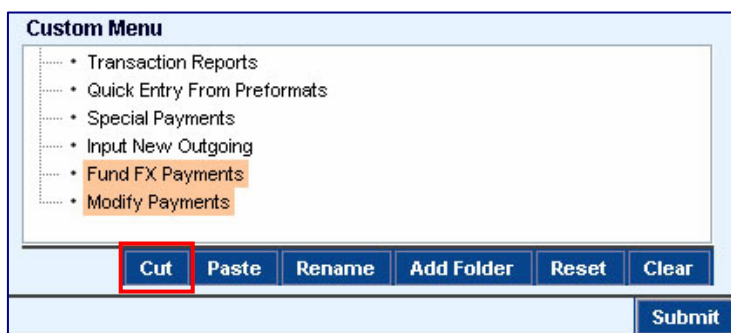 Custom Menu
Transaction Reports
Quick Entry From Preformats
Special Payments
Input New Outgoing
Fund FX Payments
Modify Payments
Cut Paste Rename Add Folder Reset Clear
Submit